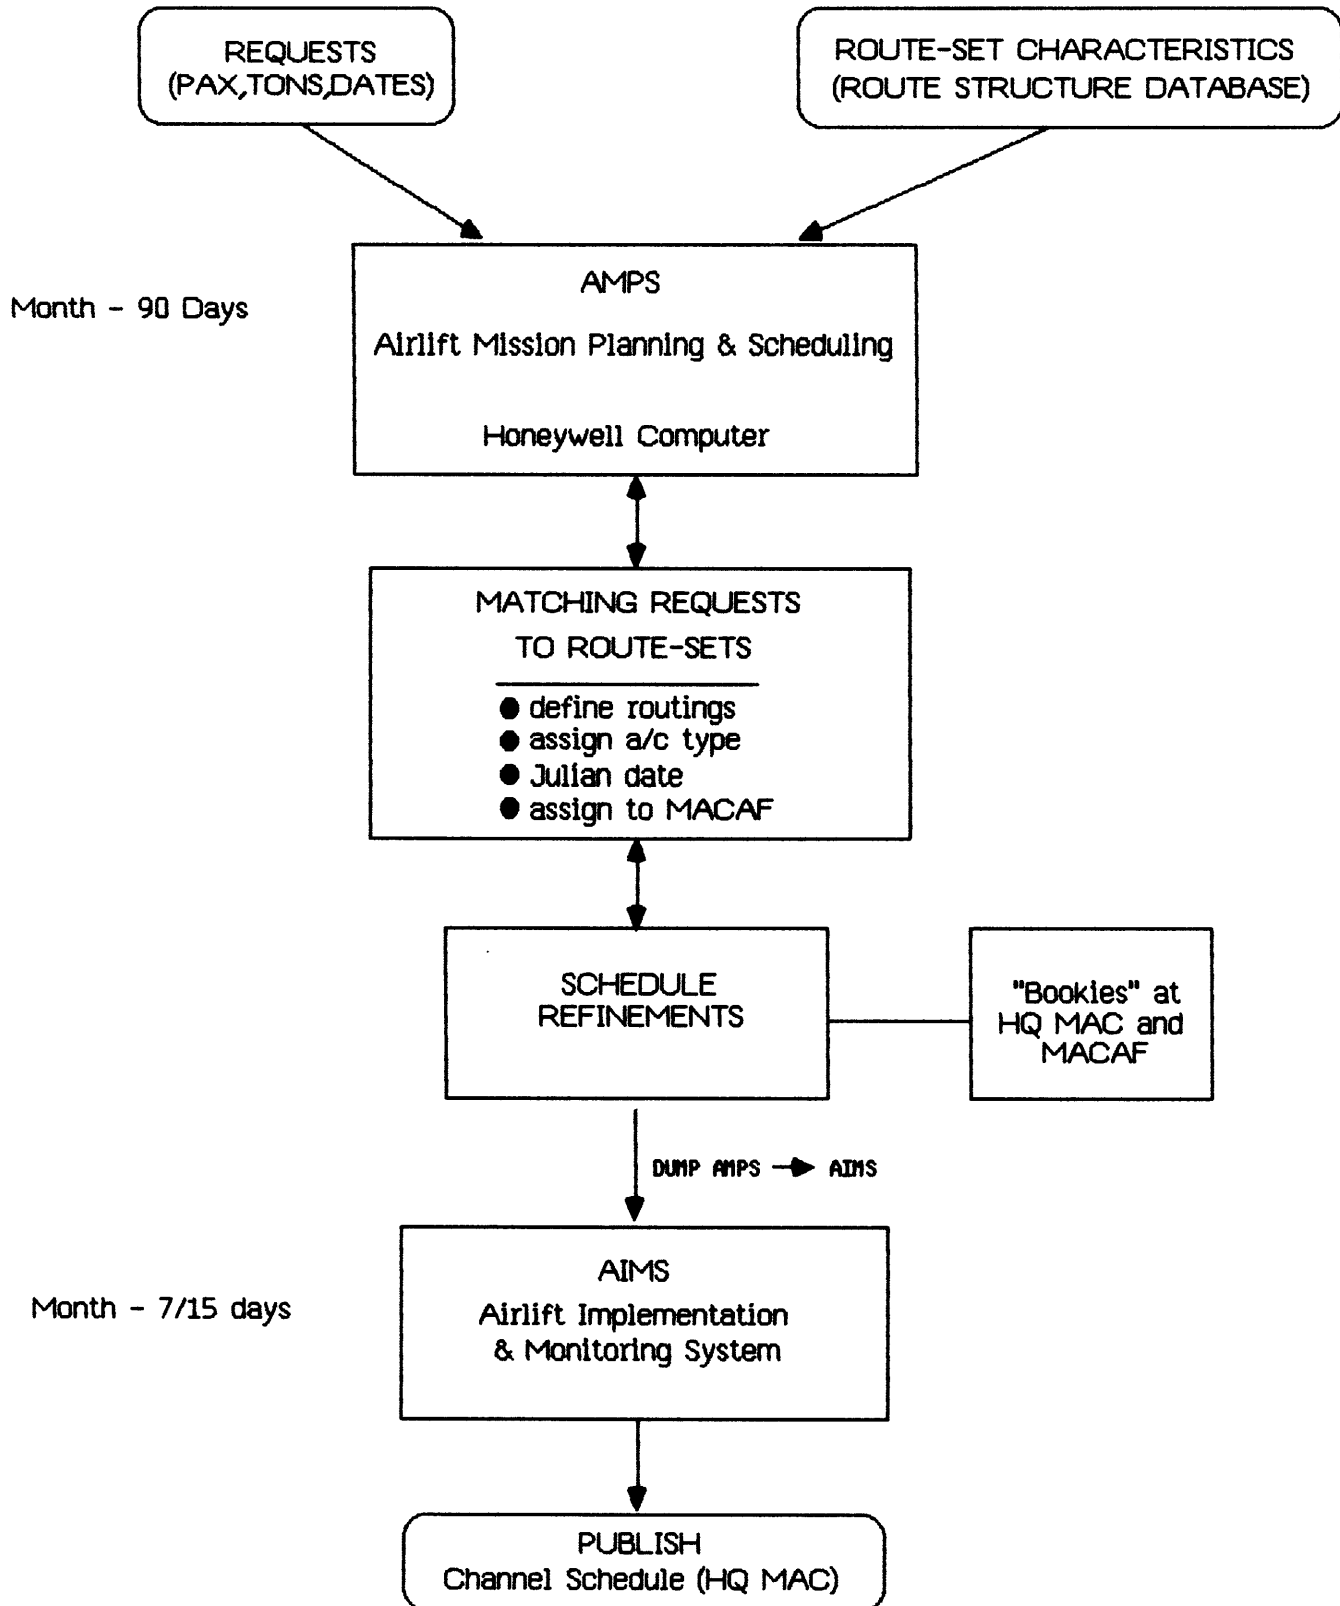 REQUESTS
(PAX,TONS,DATES)
ROUTE-SET CHARACTERISTICS
(ROUTE STRUCTURE DATABASE)
Month - 90 Days
AMPS
Airlift Mission Planning & Scheduling
Honeywell Computer
MATCHING REQUESTS
TO ROUTE-SETS
● define routings
● assign a/c type
● Julian date
● assign to MACAF
SCHEDULE
REFINEMENTS
"Bookies" at
HQ MAC and
MACAF
DUMP AMPS → AIMS
Month - 7/15 days
AIMS
Airlift Implementation
& Monitoring System
PUBLISH
Channel Schedule (HQ MAC)